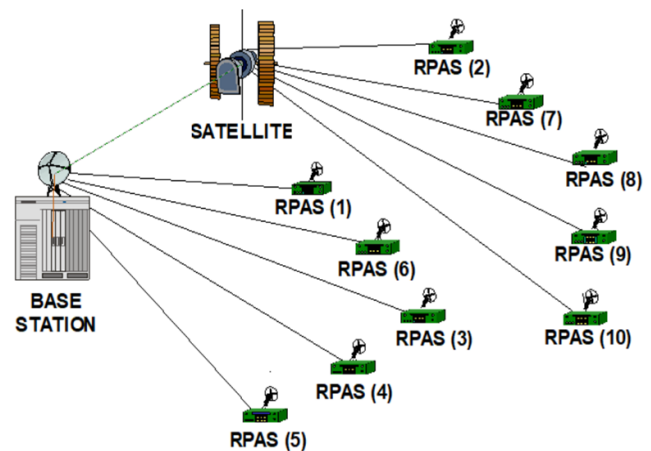 RPAS (2)
RPAS (7)
SATELLITE
RPAS (8)
RPAS (1)
RPAS (9)
RPAS (6)
BASE
STATION
RPAS (3)
RPAS (10)
RPAS (4)
RPAS (5)